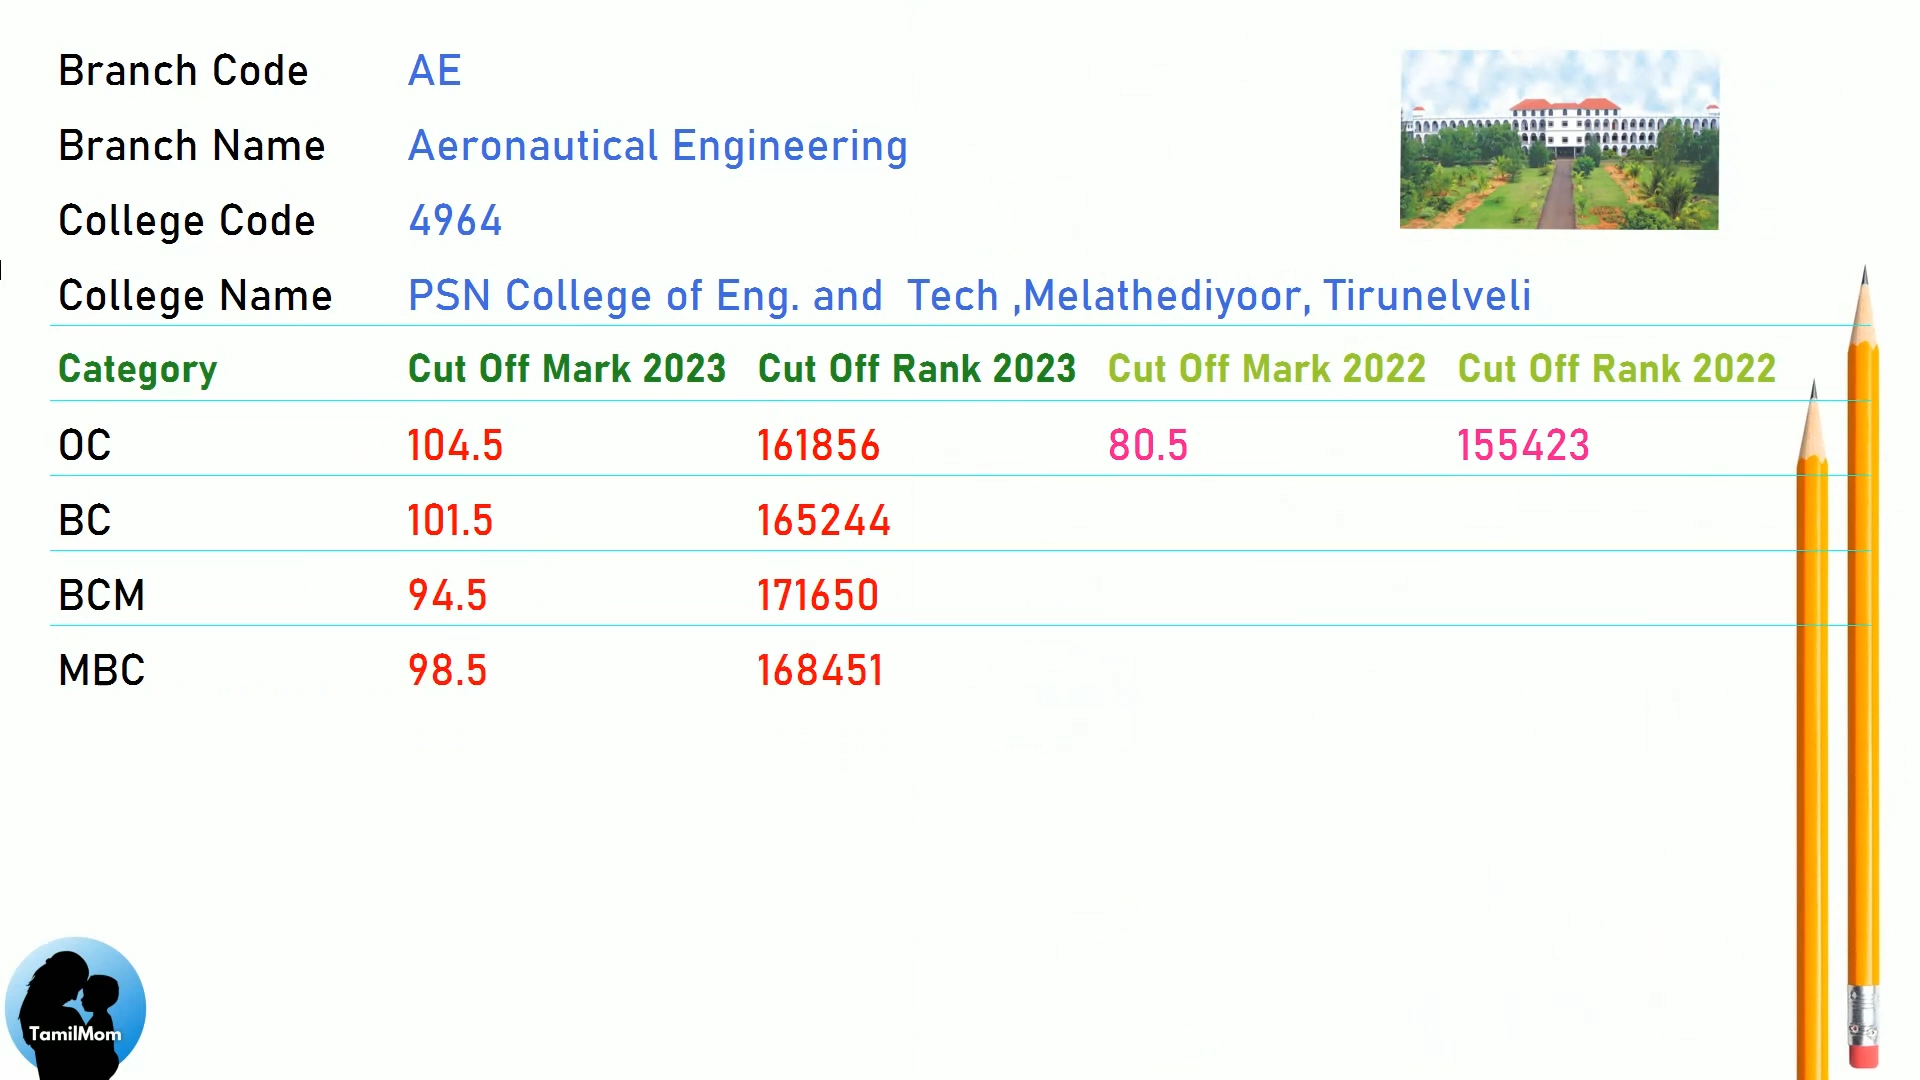 Branch Code AE
Branch Name Aeronautical Engineering
College Code 4964
College Name PSN College of Eng. and Tech ,Melathediyoor, Tirunelveli
Category Cut Off Mark 2023 Cut Off Rank 2023 Cut Off Mark 2022 Cut Off Rank 2022
OC 104.5 161856 80.5 155423
BC 101.5 165244
BCM 94.5 171650
MBC 98.5 168451
TamilMom